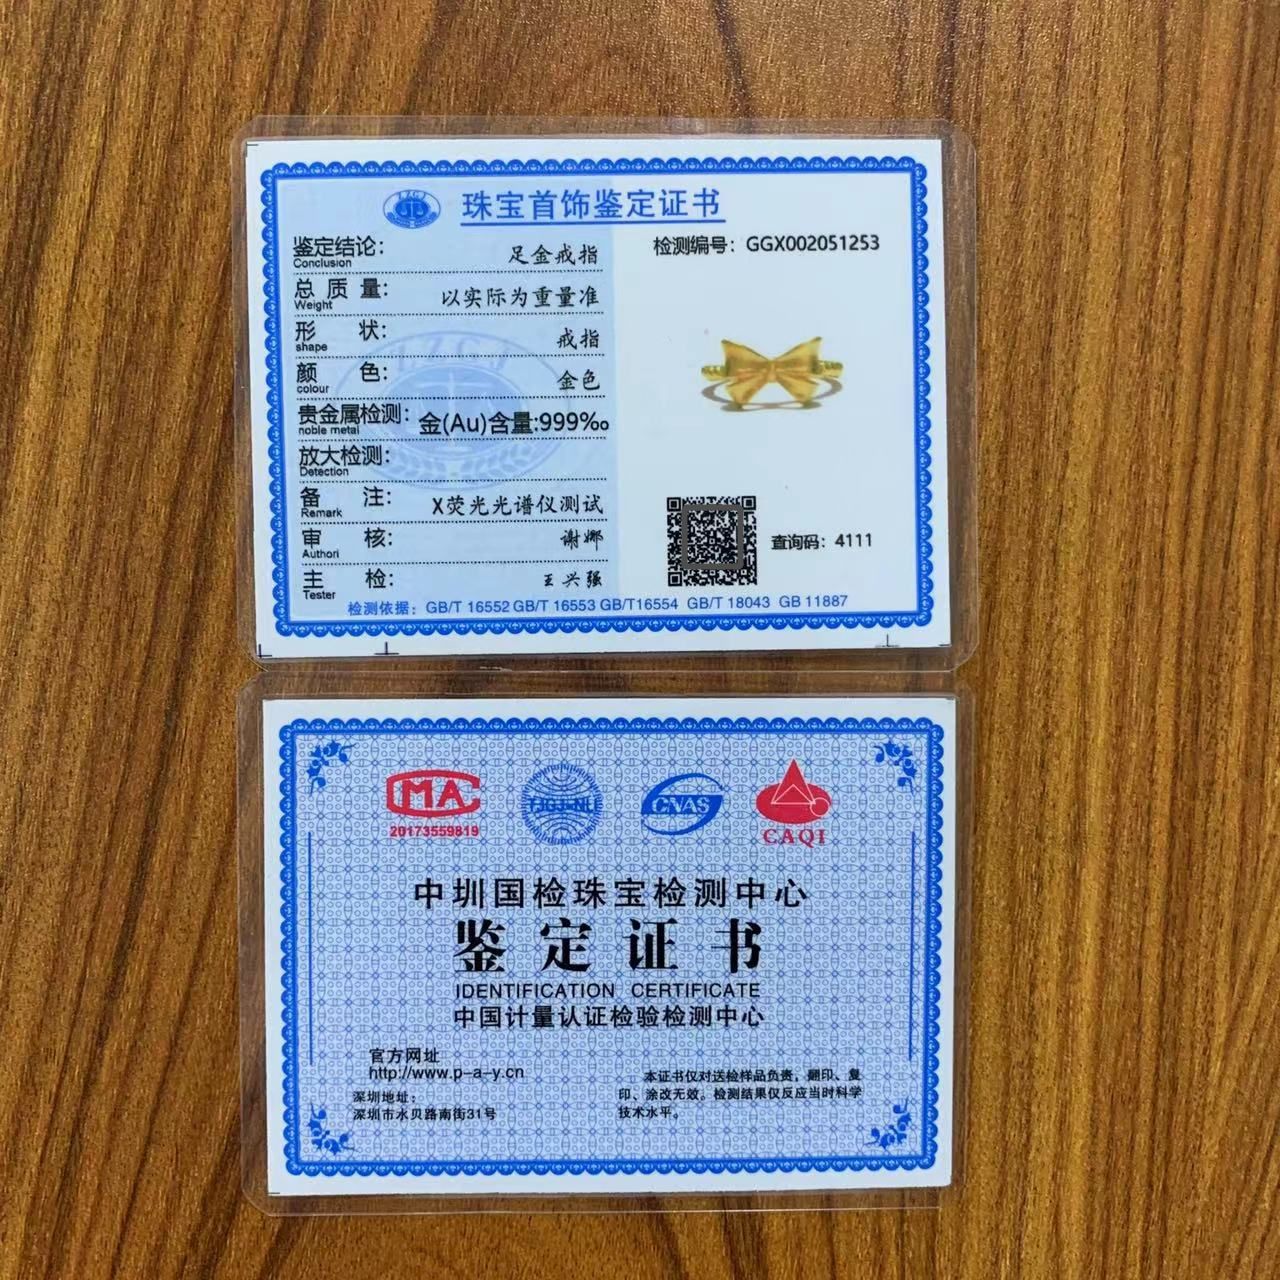 TZGJ
珠宝首饰鉴定证书
鉴定结论： 足金戒指
Conclusion
检测编号：GGX002051253
总质量： 以实际为重量准
Weight
形状： 戒指
shape
颜色： 金色
colour
贵金属检测： 金(Au)含量:999‰
noble metal
放大检测：
Detection
备注： X荧光光谱仪测试
Remark
审核： 谢娜
Authori
查询码：4111
主检： 王兴强
Tester
检测依据：GB/T 16552 GB/T 16553 GB/T16554 GB/T 18043 GB 11887
MA
20173559819
TJGJ-NL
CNAS
CAQI
中圳国检珠宝检测中心
鉴定证书
IDENTIFICATION CERTIFICATE
中国计量认证检验检测中心
官方网址
http://www.p-a-y.cn
深圳地址：
深圳市水贝路南街31号
本证书仅对送检样品负责，翻印、复
印、涂改无效。检测结果仅反应当时科学
技术水平。